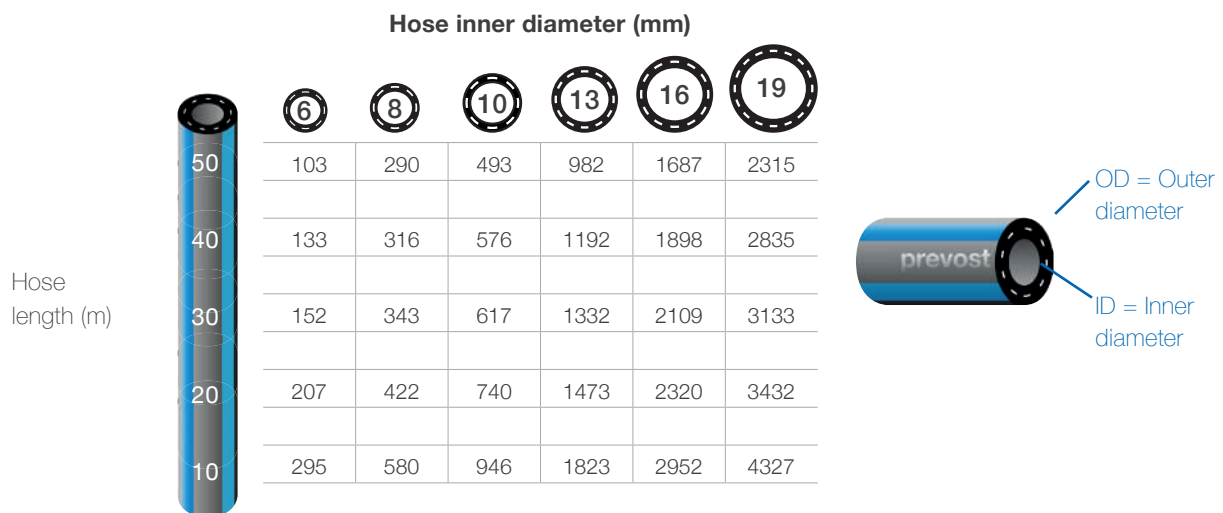 Hose inner diameter (mm)
6 8 10 13 16 19
50 103 290 493 982 1687 2315
40 133 316 576 1192 1898 2835
Hose
length (m)
30 152 343 617 1332 2109 3133
20 207 422 740 1473 2320 3432
10 295 580 946 1823 2952 4327
OD = Outer
diameter
prevost
ID = Inner
diameter